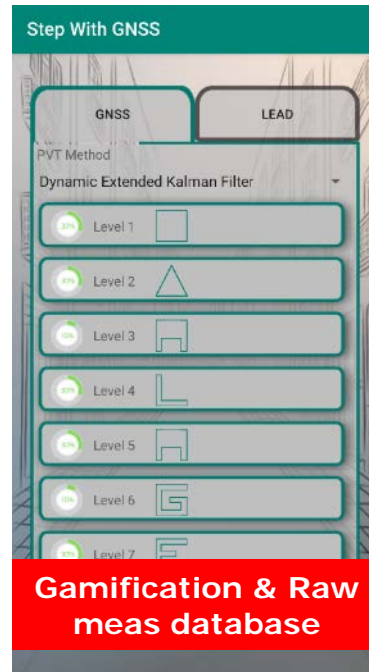 Step With GNSS
GNSS
LEAD
PVT Method
Dynamic Extended Kalman Filter
Level 1
Level 2
Level 3
Level 4
Level 5
Level 6
Level 7
Gamification & Raw
meas database